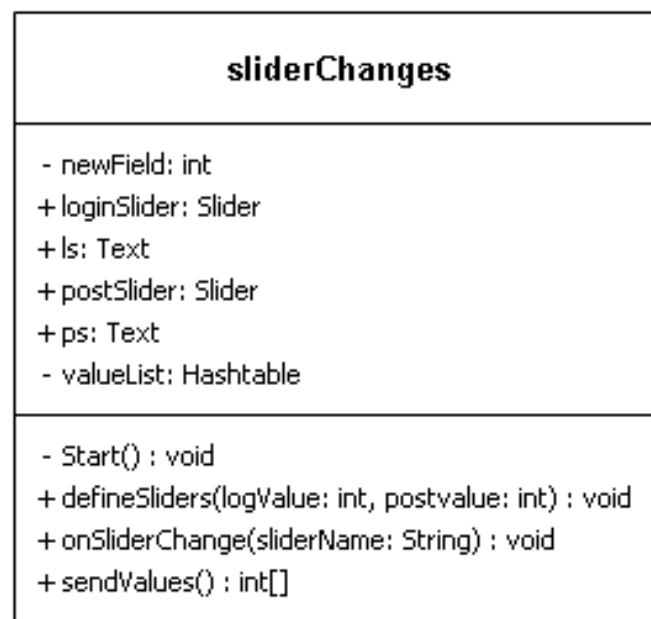 sliderChanges
- newField: int
+ loginSlider: Slider
+ ls: Text
+ postSlider: Slider
+ ps: Text
- valueList: Hashtable
- Start() : void
+ defineSliders(logValue: int, postvalue: int) : void
+ onSliderChange(sliderName: String) : void
+ sendValues() : int[]